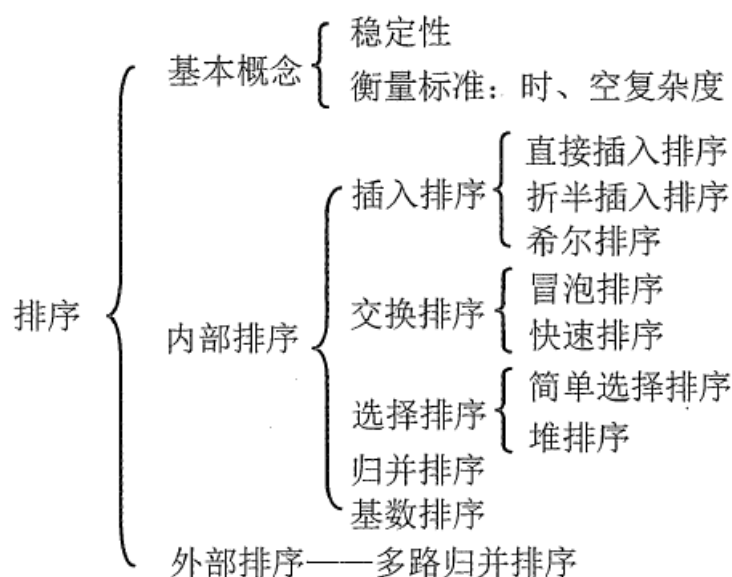 排序
基本概念
稳定性
衡量标准：时、空复杂度
内部排序
插入排序
直接插入排序
折半插入排序
希尔排序
交换排序
冒泡排序
快速排序
选择排序
简单选择排序
堆排序
归并排序
基数排序
外部排序——多路归并排序